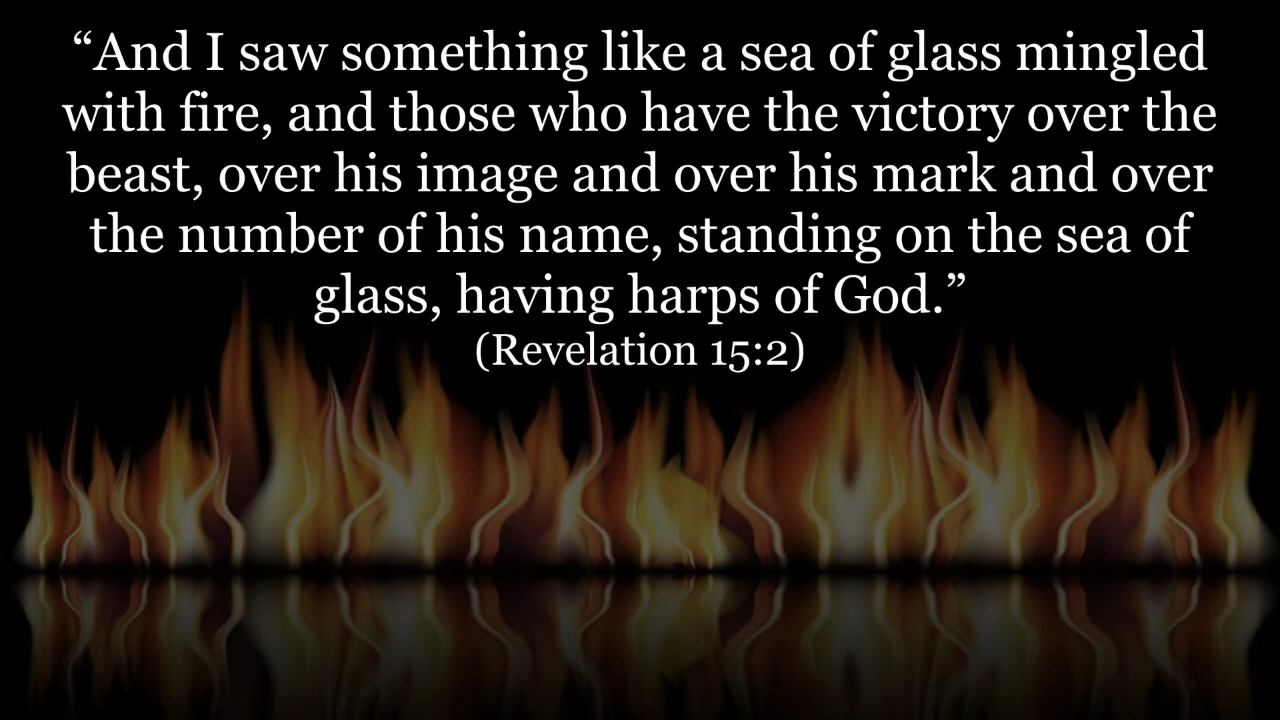 “And I saw something like a sea of glass mingled
with fire, and those who have the victory over the
beast, over his image and over his mark and over
the number of his name, standing on the sea of
glass, having harps of God.”
(Revelation 15:2)